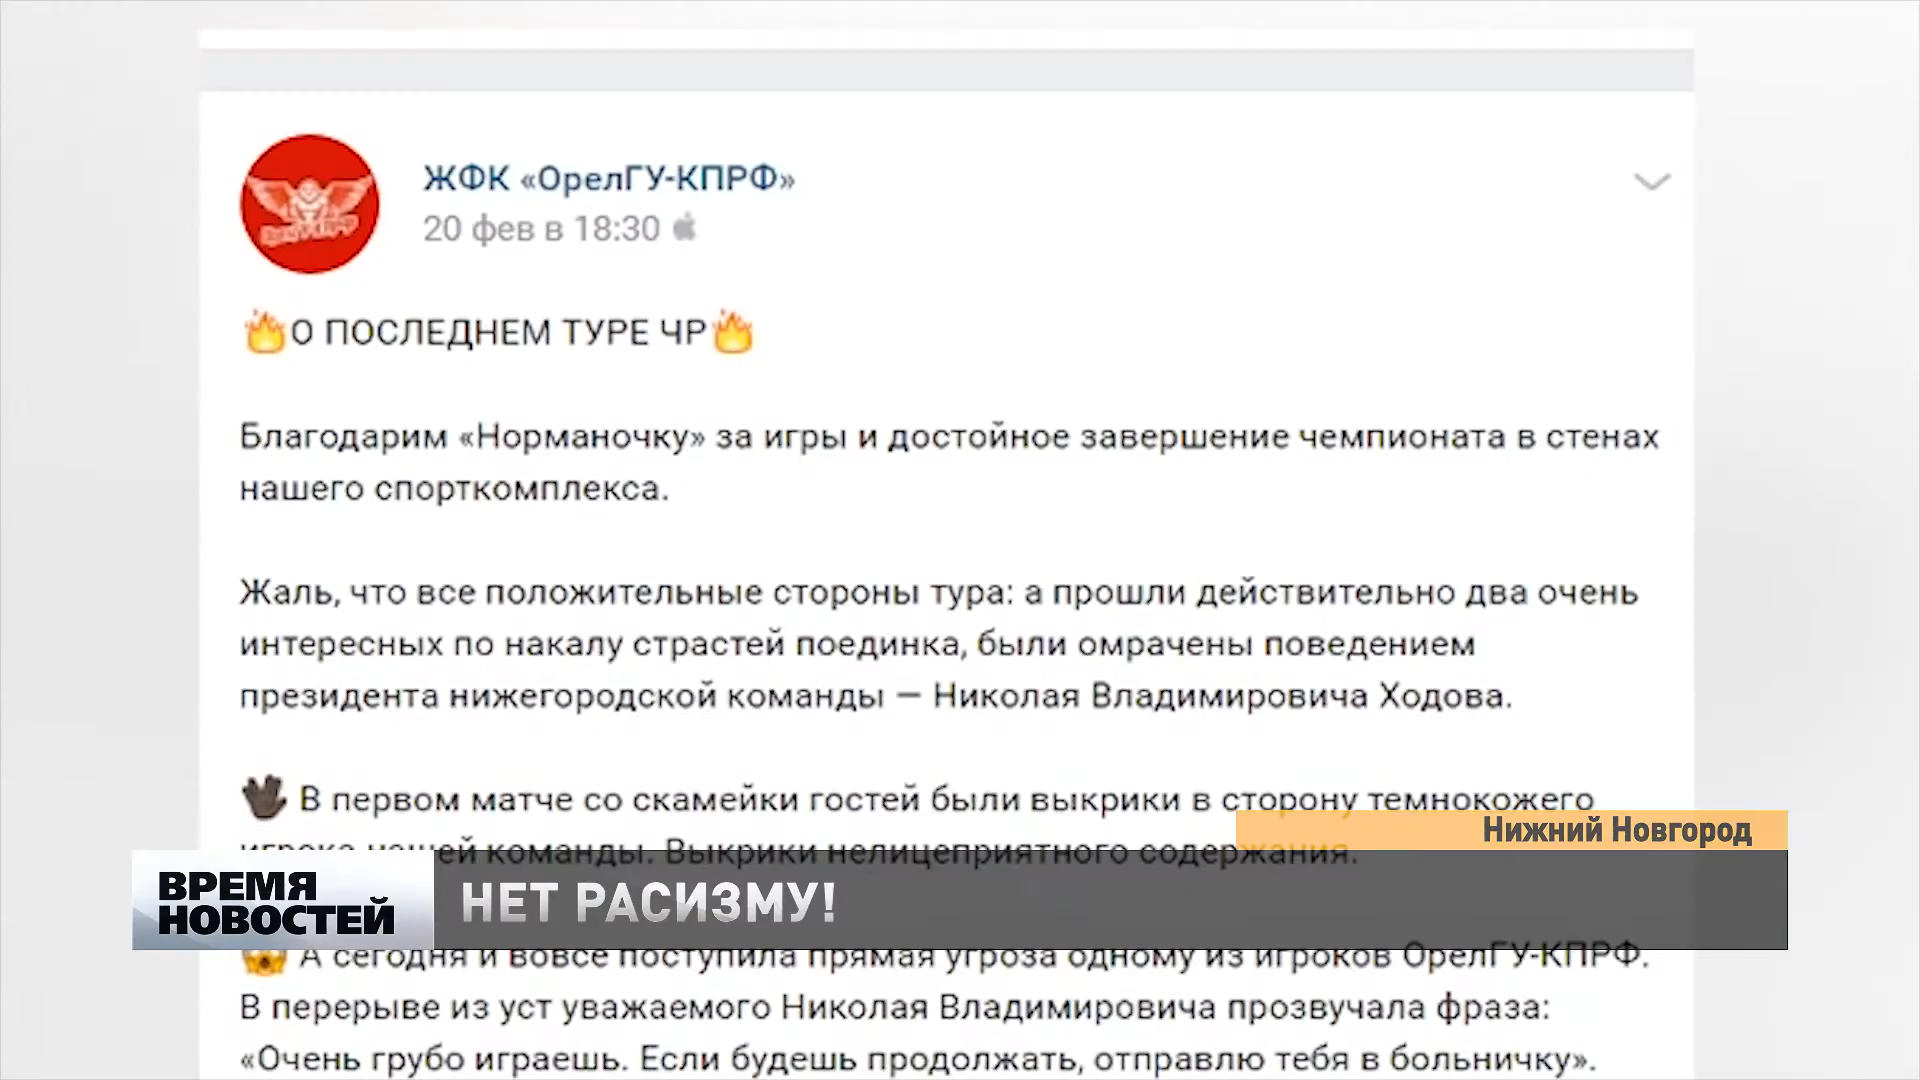 ЖФК «ОрелГУ-КПРФ»
20 фев в 18:30
О ПОСЛЕДНЕМ ТУРЕ ЧР
Благодарим «Норманочку» за игры и достойное завершение чемпионата в стенах
нашего спорткомплекса.
Жаль, что все положительные стороны тура: а прошли действительно два очень
интересных по накалу страстей поединка, были омрачены поведением
президента нижегородской команды — Николая Владимировича Ходова.
В первом матче со скамейки гостей были выкрики в сторону темнокожего
игрока нашей команды. Выкрики нелицеприятного содержания.
Нижний Новгород
ВРЕМЯ
НОВОСТЕЙ
НЕТ РАСИЗМУ!
А сегодня и вовсе поступила прямая угроза одному из игроков ОрелГУ-КПРФ.
В перерыве из уст уважаемого Николая Владимировича прозвучала фраза:
«Очень грубо играешь. Если будешь продолжать, отправлю тебя в больничку».